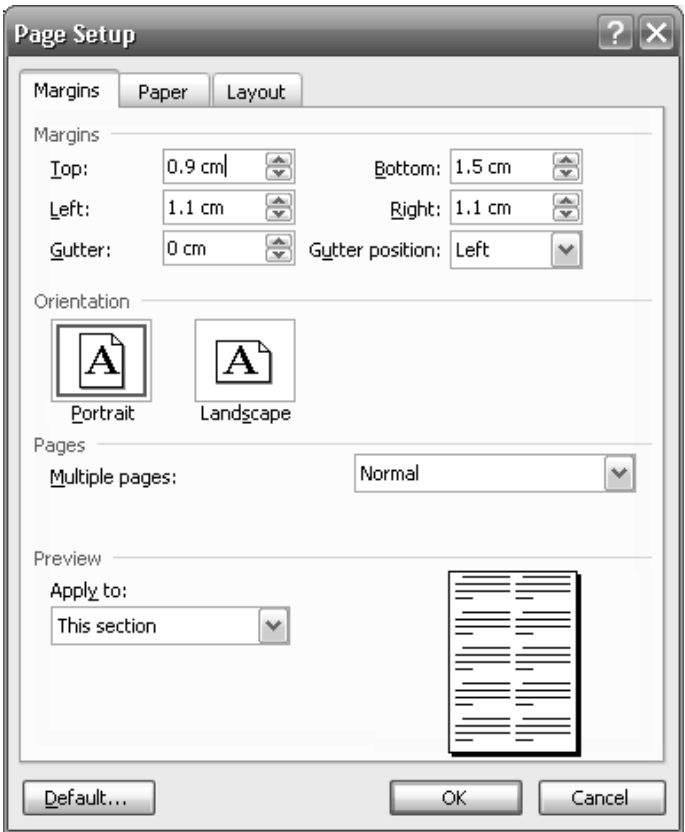 Page Setup
Margins Paper Layout
Margins
Top: 0.9 cm Bottom: 1.5 cm
Left: 1.1 cm Right: 1.1 cm
Gutter: 0 cm Gutter position: Left
Orientation
A A
Portrait Landscape
Pages
Multiple pages: Normal
Preview
Apply to:
This section
Default... OK Cancel